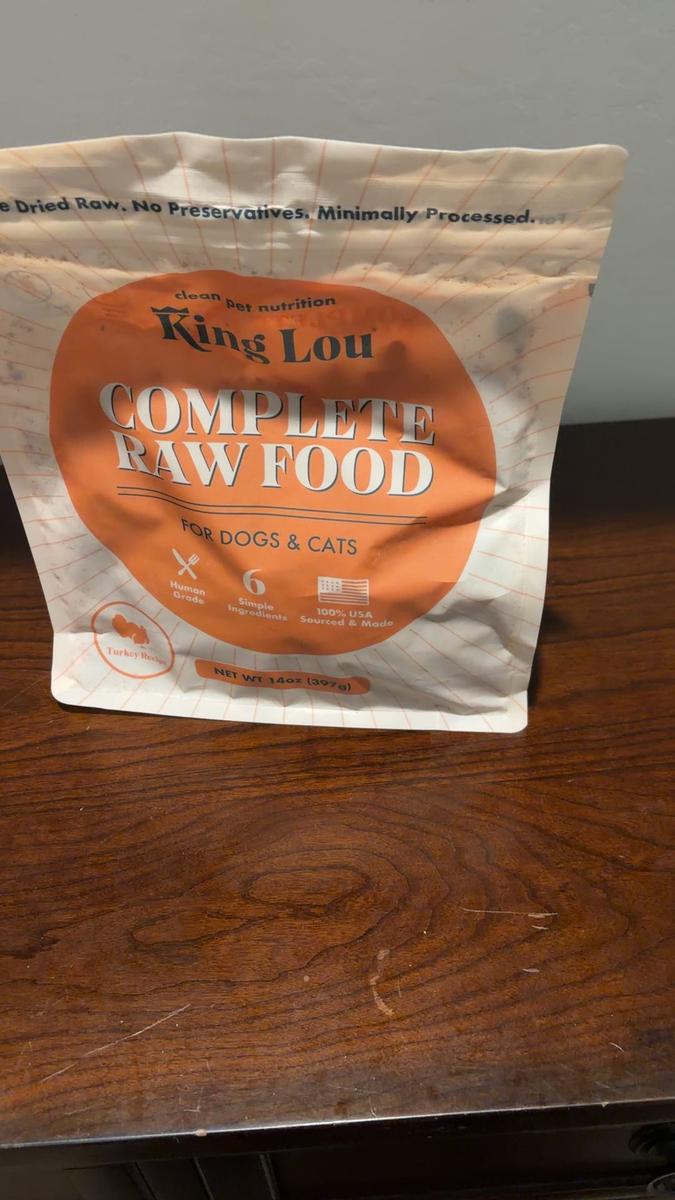 e Dried Raw. No Preservatives. Minimally Processed.
clean pet nutrition
King Lou
COMPLETE
RAW FOOD
FOR DOGS & CATS
Human
Grade
6
Simple
Ingredients
100% USA
Sourced & Made
Turkey Recipe
NET WT 14oz (397g)